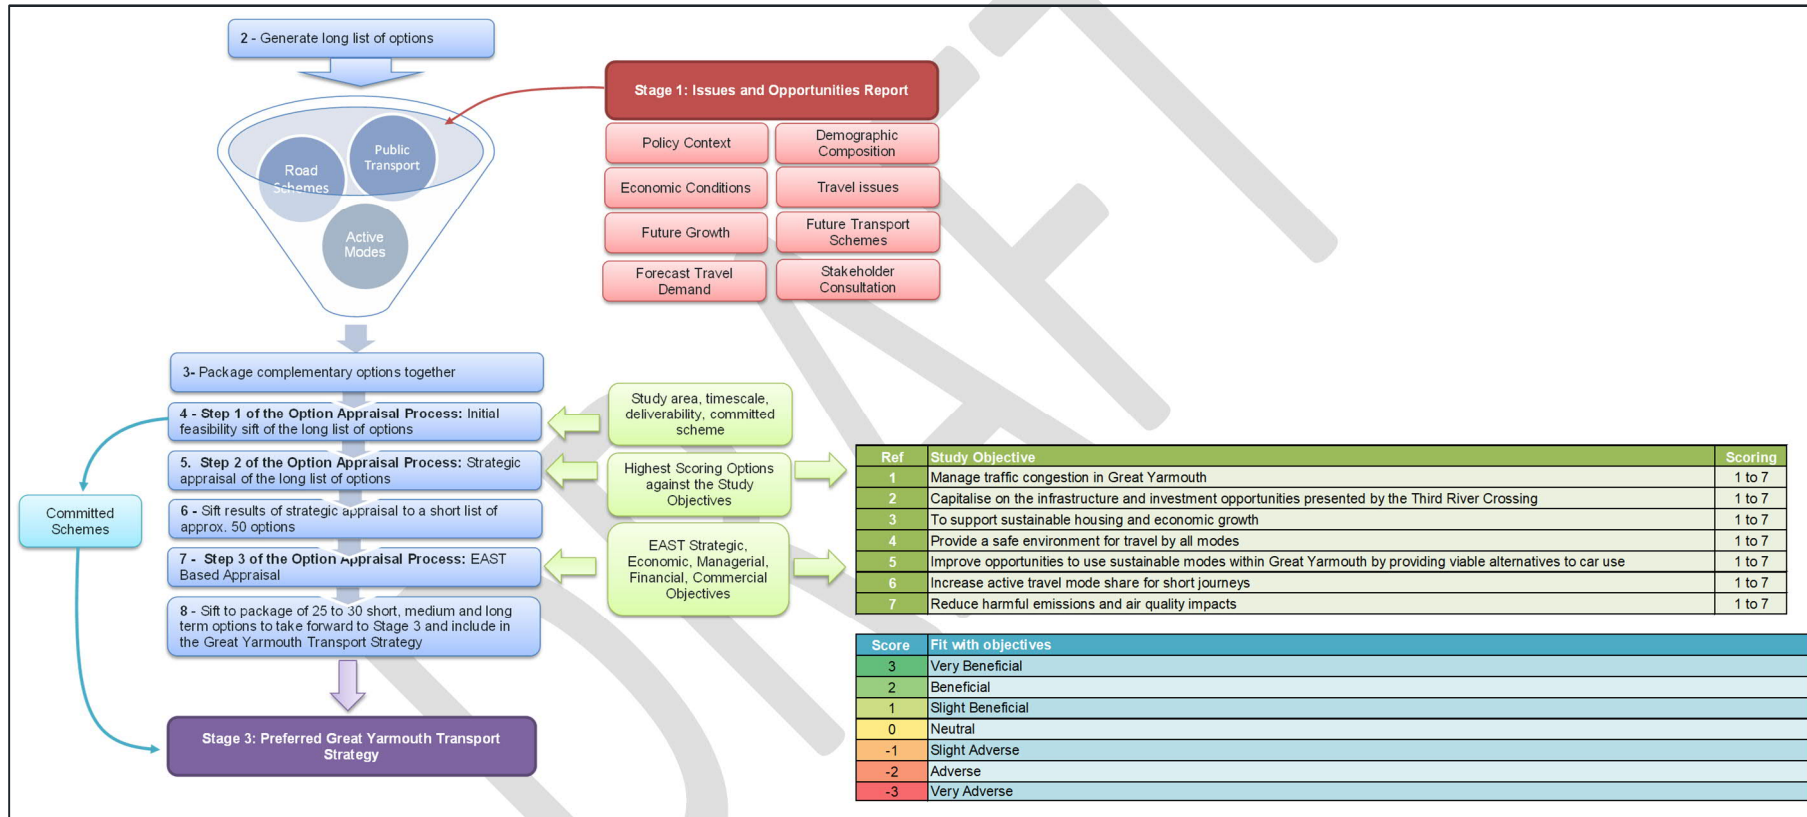 2 - Generate long list of options
Stage 1: Issues and Opportunities Report
Policy Context
Demographic
Composition
Economic Conditions
Travel issues
Future Growth
Future Transport
Schemes
Forecast Travel
Demand
Stakeholder
Consultation
Public
Transport
Road
Schemes
Active
Modes
3- Package complementary options together
4 - Step 1 of the Option Appraisal Process: Initial
feasibility sift of the long list of options
Study area, timescale,
deliverability, committed
scheme
5. Step 2 of the Option Appraisal Process: Strategic
appraisal of the long list of options
Highest Scoring Options
against the Study
Objectives
6 - Sift results of strategic appraisal to a short list of
approx. 50 options
Committed
Schemes
7 - Step 3 of the Option Appraisal Process: EAST
Based Appraisal
EAST Strategic,
Economic, Managerial,
Financial, Commercial
Objectives
8 - Sift to package of 25 to 30 short, medium and long
term options to take forward to Stage 3 and include in
the Great Yarmouth Transport Strategy
Stage 3: Preferred Great Yarmouth Transport
Strategy
Ref Study Objective Scoring
1 Manage traffic congestion in Great Yarmouth 1 to 7
2 Capitalise on the infrastructure and investment opportunities presented by the Third River Crossing 1 to 7
3 To support sustainable housing and economic growth 1 to 7
4 Provide a safe environment for travel by all modes 1 to 7
5 Improve opportunities to use sustainable modes within Great Yarmouth by providing viable alternatives to car use 1 to 7
6 Increase active travel mode share for short journeys 1 to 7
7 Reduce harmful emissions and air quality impacts 1 to 7
Score Fit with objectives
3 Very Beneficial
2 Beneficial
1 Slight Beneficial
0 Neutral
-1 Slight Adverse
-2 Adverse
-3 Very Adverse
DRAFT